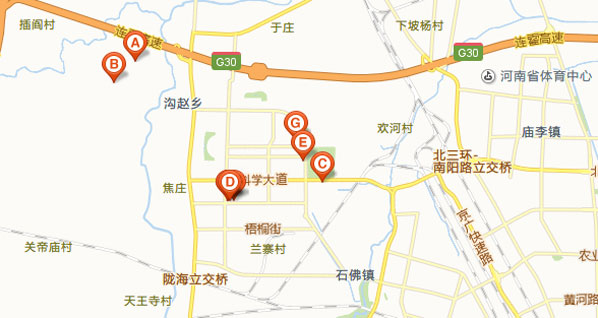 插阎村
连霍高速
于庄
下坡杨村
连霍高速
A
B
G30
G30
河南省体育中心
沟赵乡
G
欢河村
庙李镇
E
北三环-
南阳路立交桥
C
D
科学大道
焦庄
京广快速路
梧桐街
关帝庙村
兰寨村
农业
陇海立交桥
石佛镇
天王寺村
黄河路